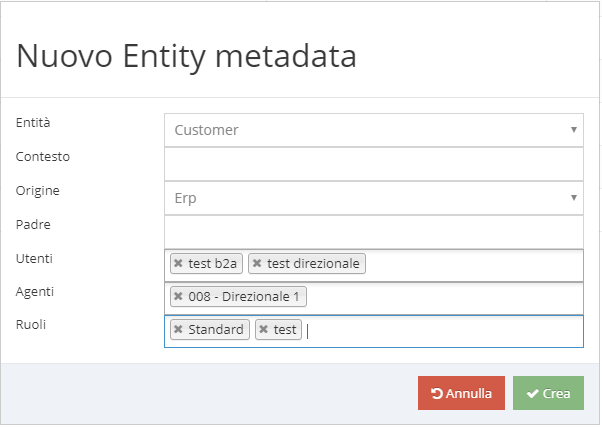 Nuovo Entity metadata
Entità
Customer
Contesto
Origine
Erp
Padre
Utenti
test b2a test direzionale
Agenti
008 - Direzionale 1
Ruoli
Standard test
Annulla Crea